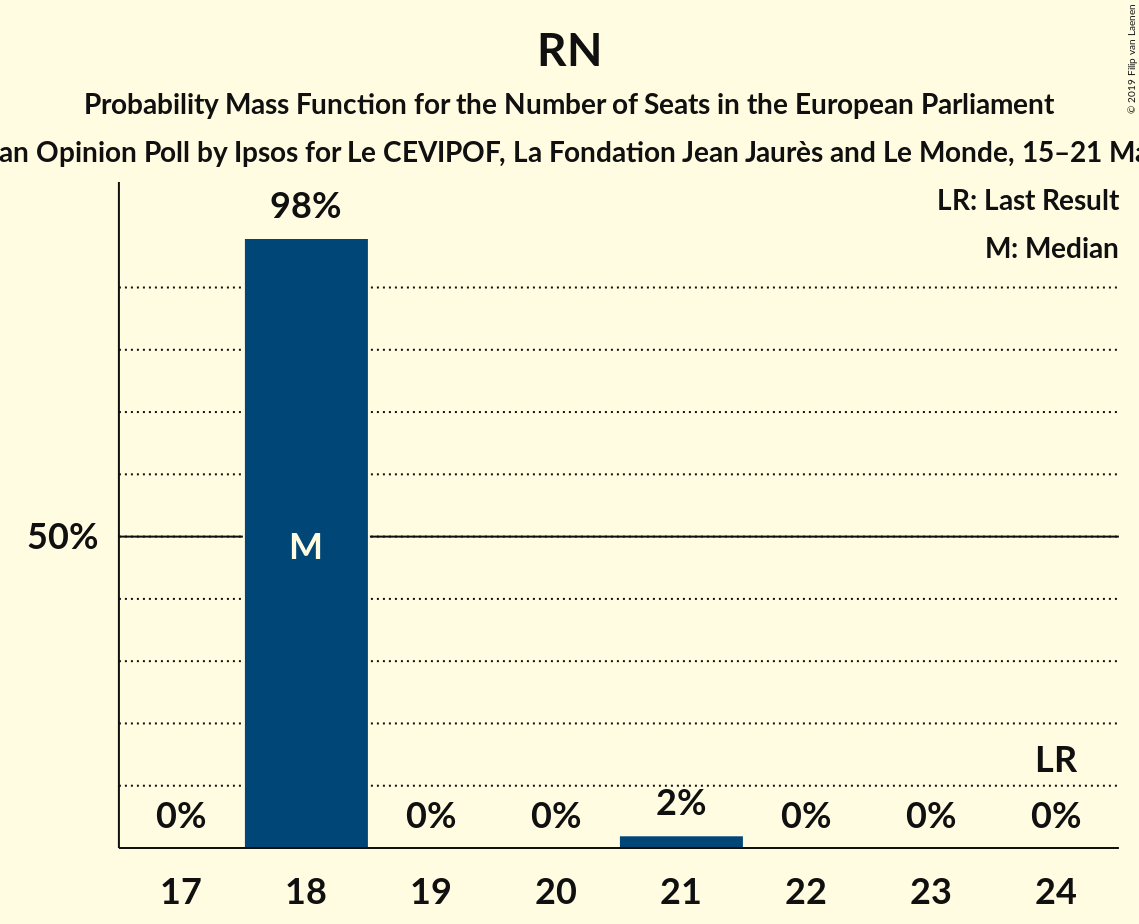 RN
Probability Mass Function for the Number of Seats in the European Parliament
an Opinion Poll by Ipsos for Le CEVIPOF, La Fondation Jean Jaurès and Le Monde, 15–21 Ma
© 2019 Filip van Laenen
LR: Last Result
M: Median
98%
50%
M
LR
0% 0% 0% 2% 0% 0% 0%
17 18 19 20 21 22 23 24